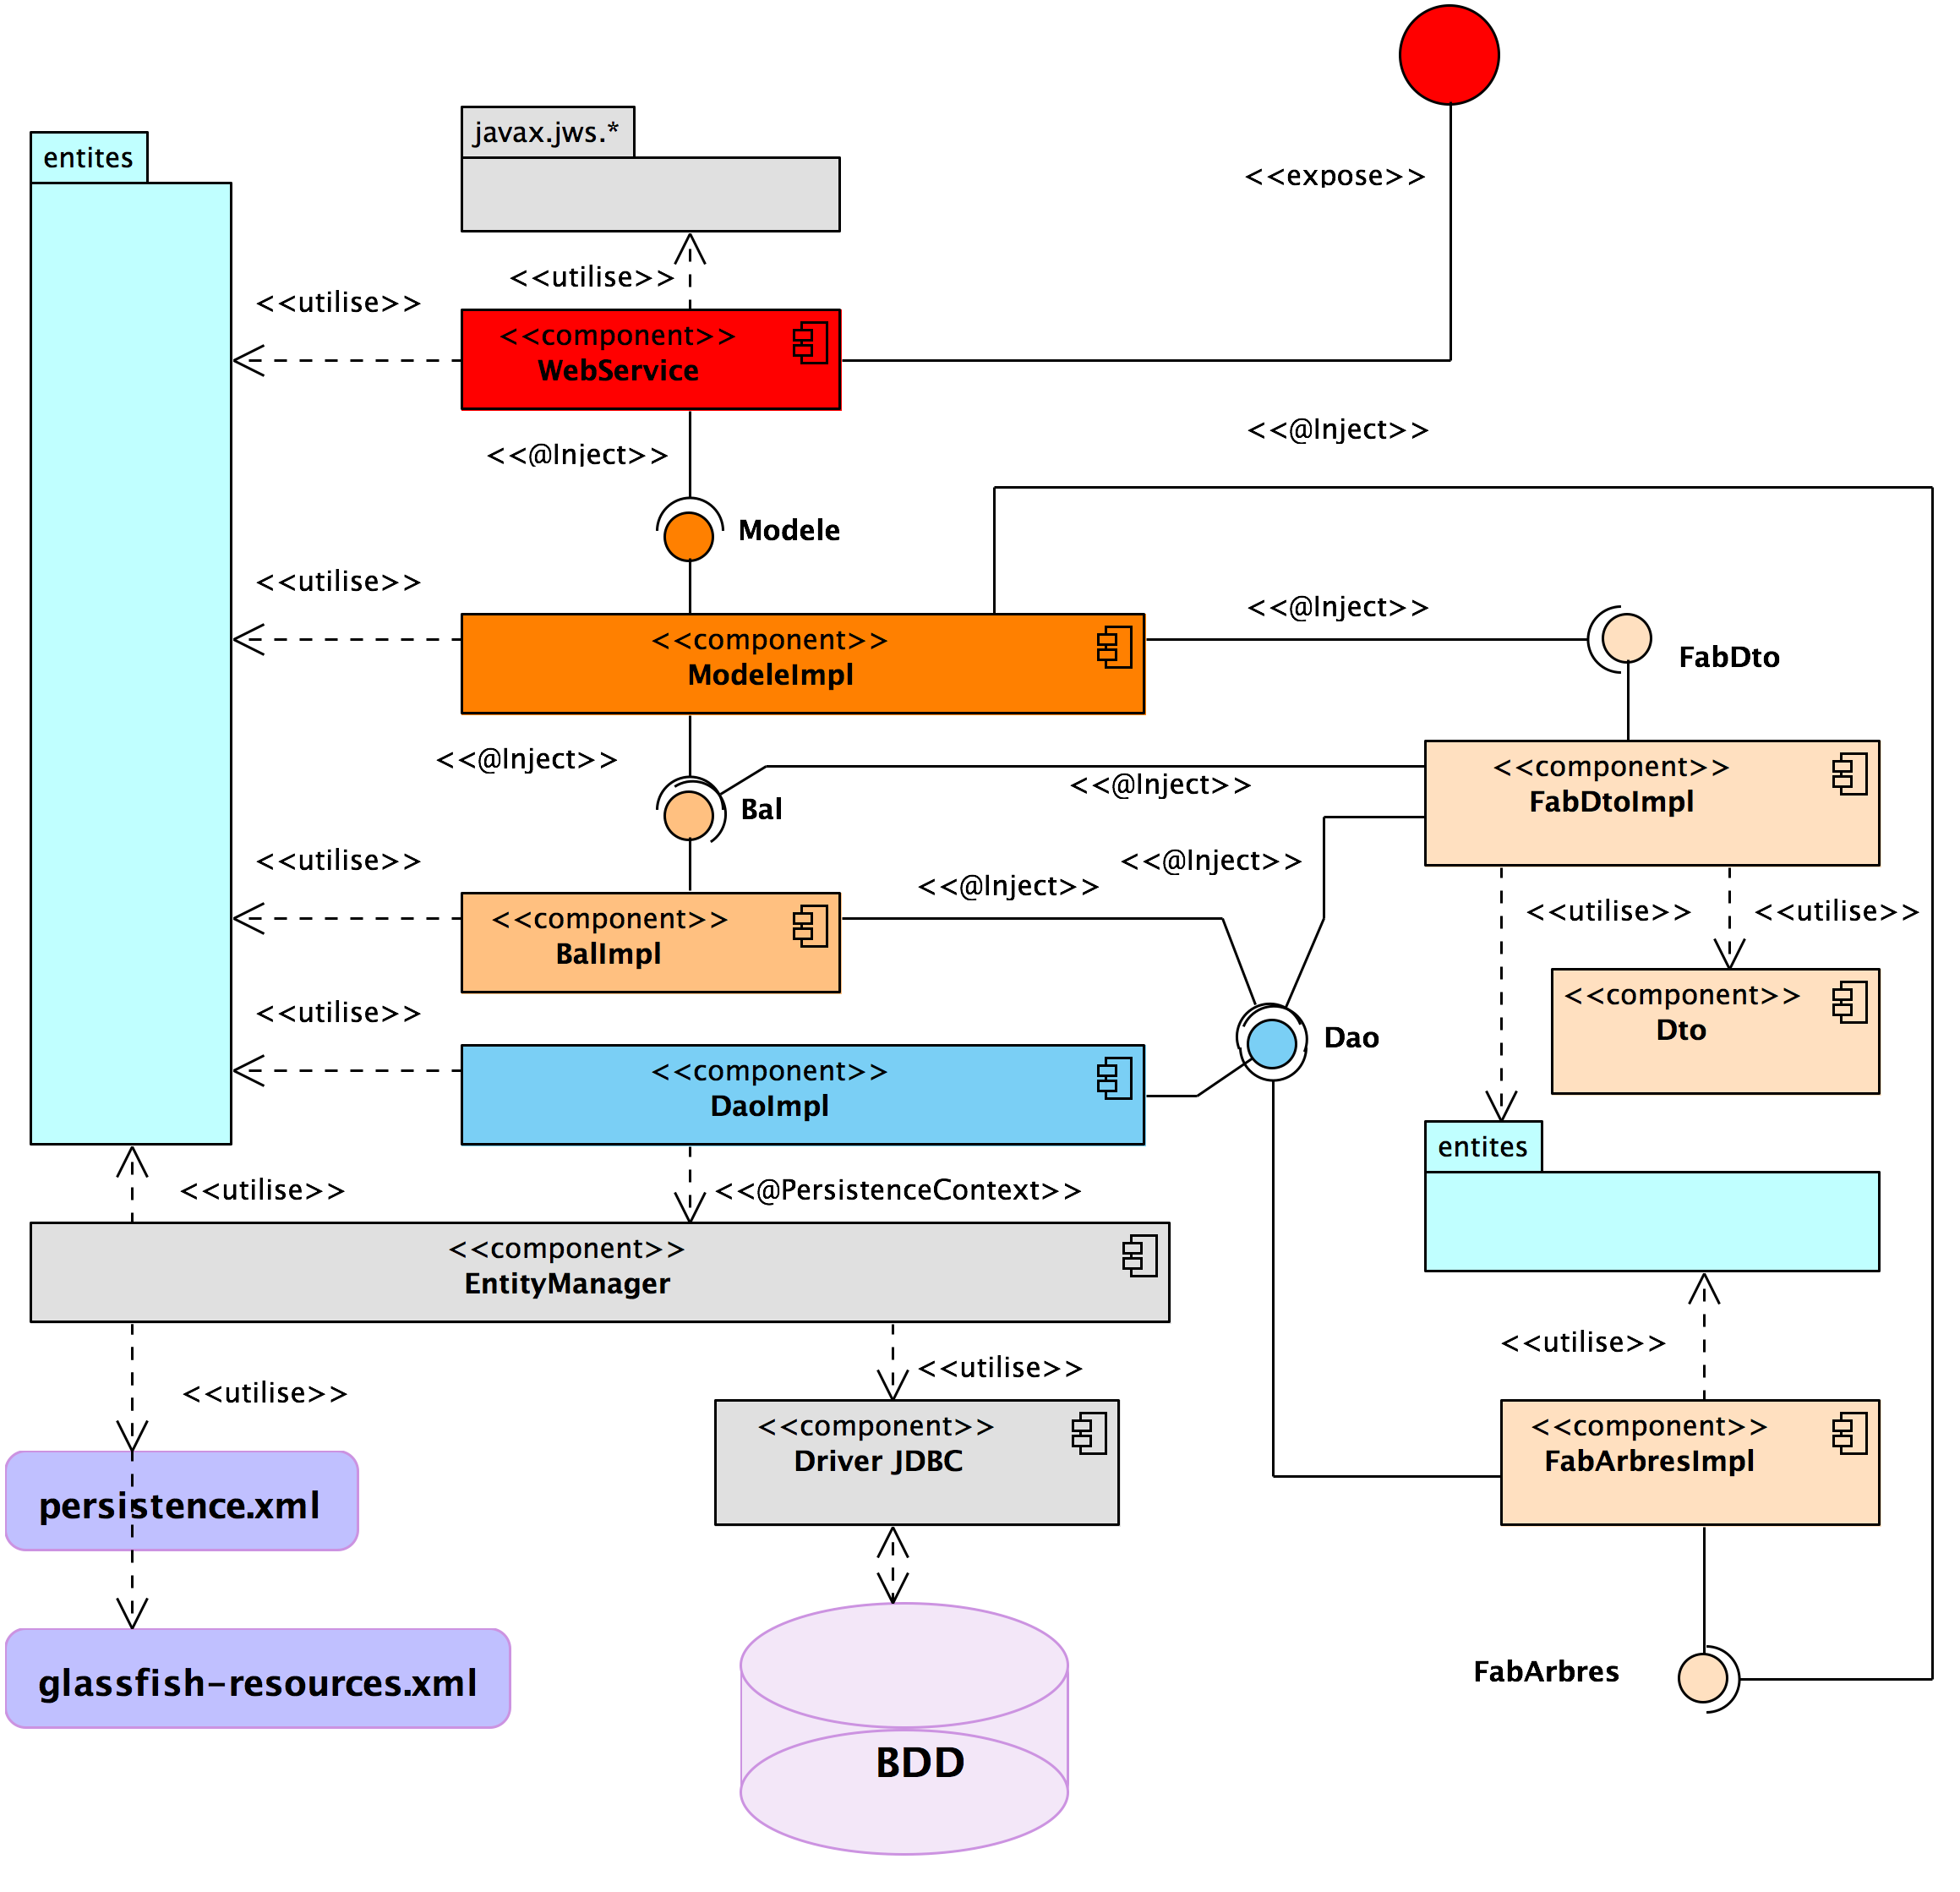 javax.jws.*
entites
<<expose>>
<<utilise>>
<<utilise>>
<<component>>
WebService
<<@Inject>>
<<@Inject>>
Modele
<<utilise>>
<<@Inject>>
<<component>>
ModeleImpl
FabDto
<<@Inject>>
<<@Inject>>
<<component>>
FabDtoImpl
Bal
<<utilise>>
<<@Inject>>
<<@Inject>>
<<component>>
BalImpl
<<utilise>>
<<utilise>>
<<utilise>>
<<component>>
Dto
Dao
<<component>>
DaoImpl
entites
<<utilise>>
<<@PersistenceContext>>
<<component>>
EntityManager
<<utilise>>
<<utilise>>
<<utilise>>
<<component>>
Driver JDBC
<<component>>
FabArbresImpl
persistence.xml
glassfish-resources.xml
FabArbres
BDD